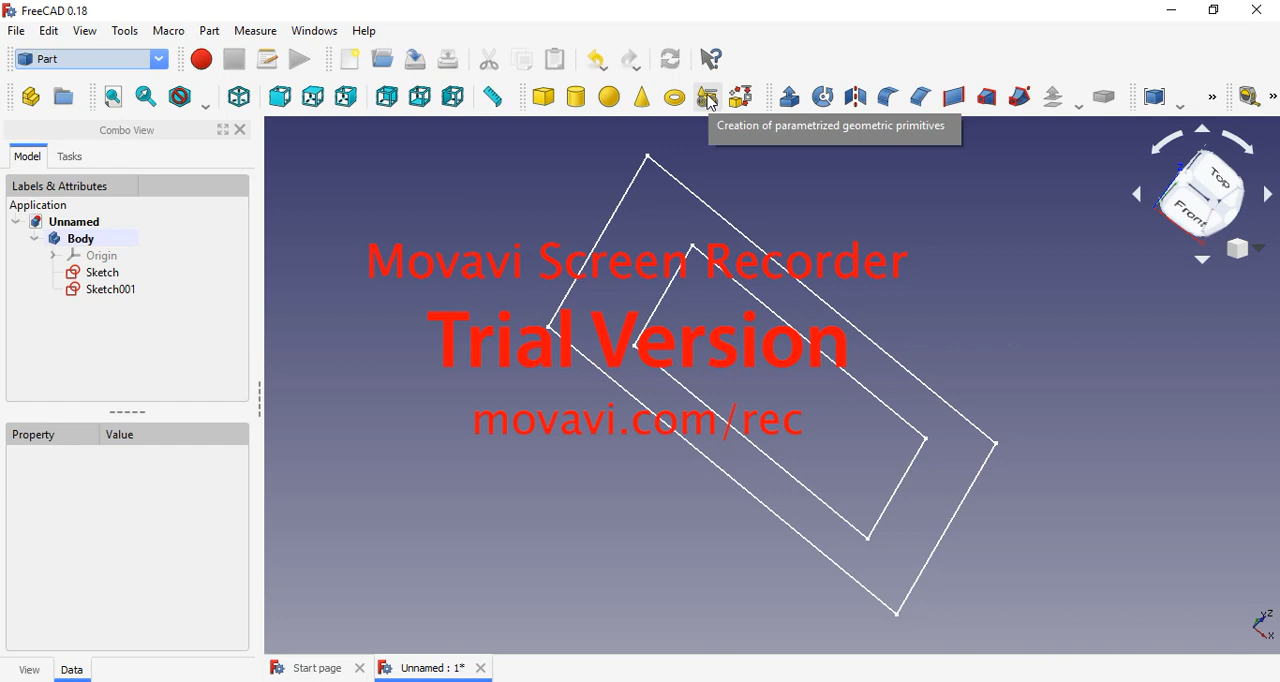 FreeCAD 0.18
File Edit View Tools Macro Part Measure Windows Help
Part
Creation of parametrized geometric primitives
Combo View
Model Tasks
Labels & Attributes
Application
Unnamed
Body
Origin
Sketch
Sketch001
Property Value
View Data
Start page
Unnamed : 1*
Top
Front
Z
X
Movavi Screen Recorder
Trial Version
movavi.com/rec